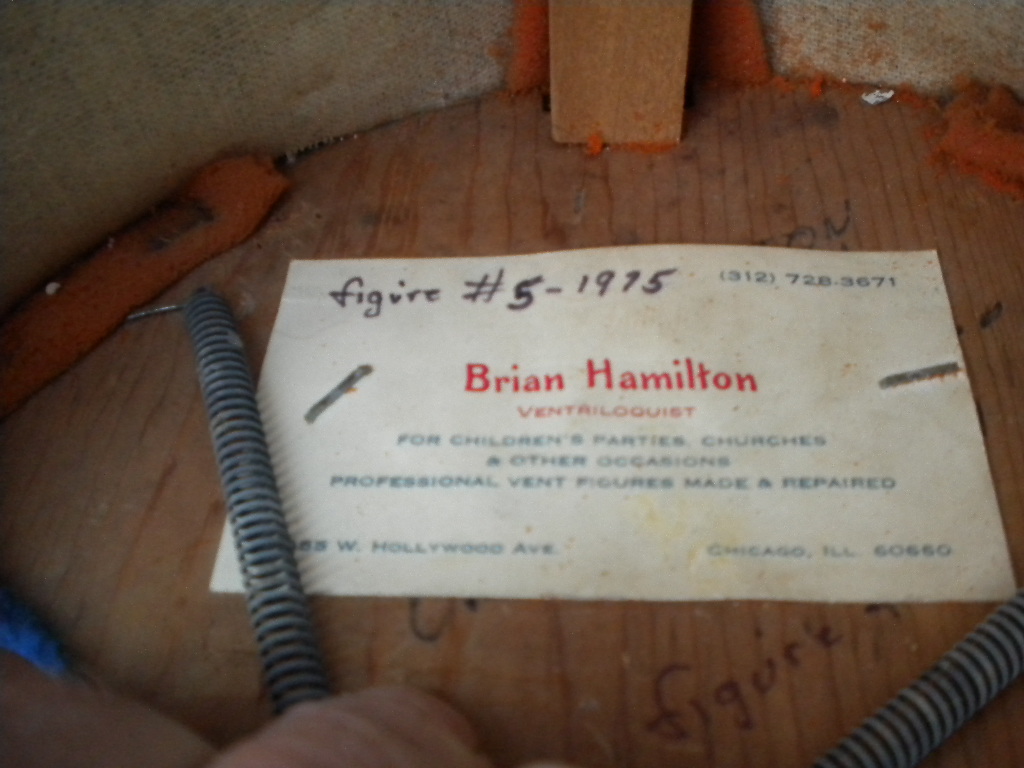 figure #5-1975
(312) 728-3671
Brian Hamilton
VENTRILOQUIST
FOR CHILDREN'S PARTIES, CHURCHES
& OTHER OCCASIONS
PROFESSIONAL VENT FIGURES MADE & REPAIRED
W. HOLLYWOOD AVE.
CHICAGO, ILL. 60660
figure